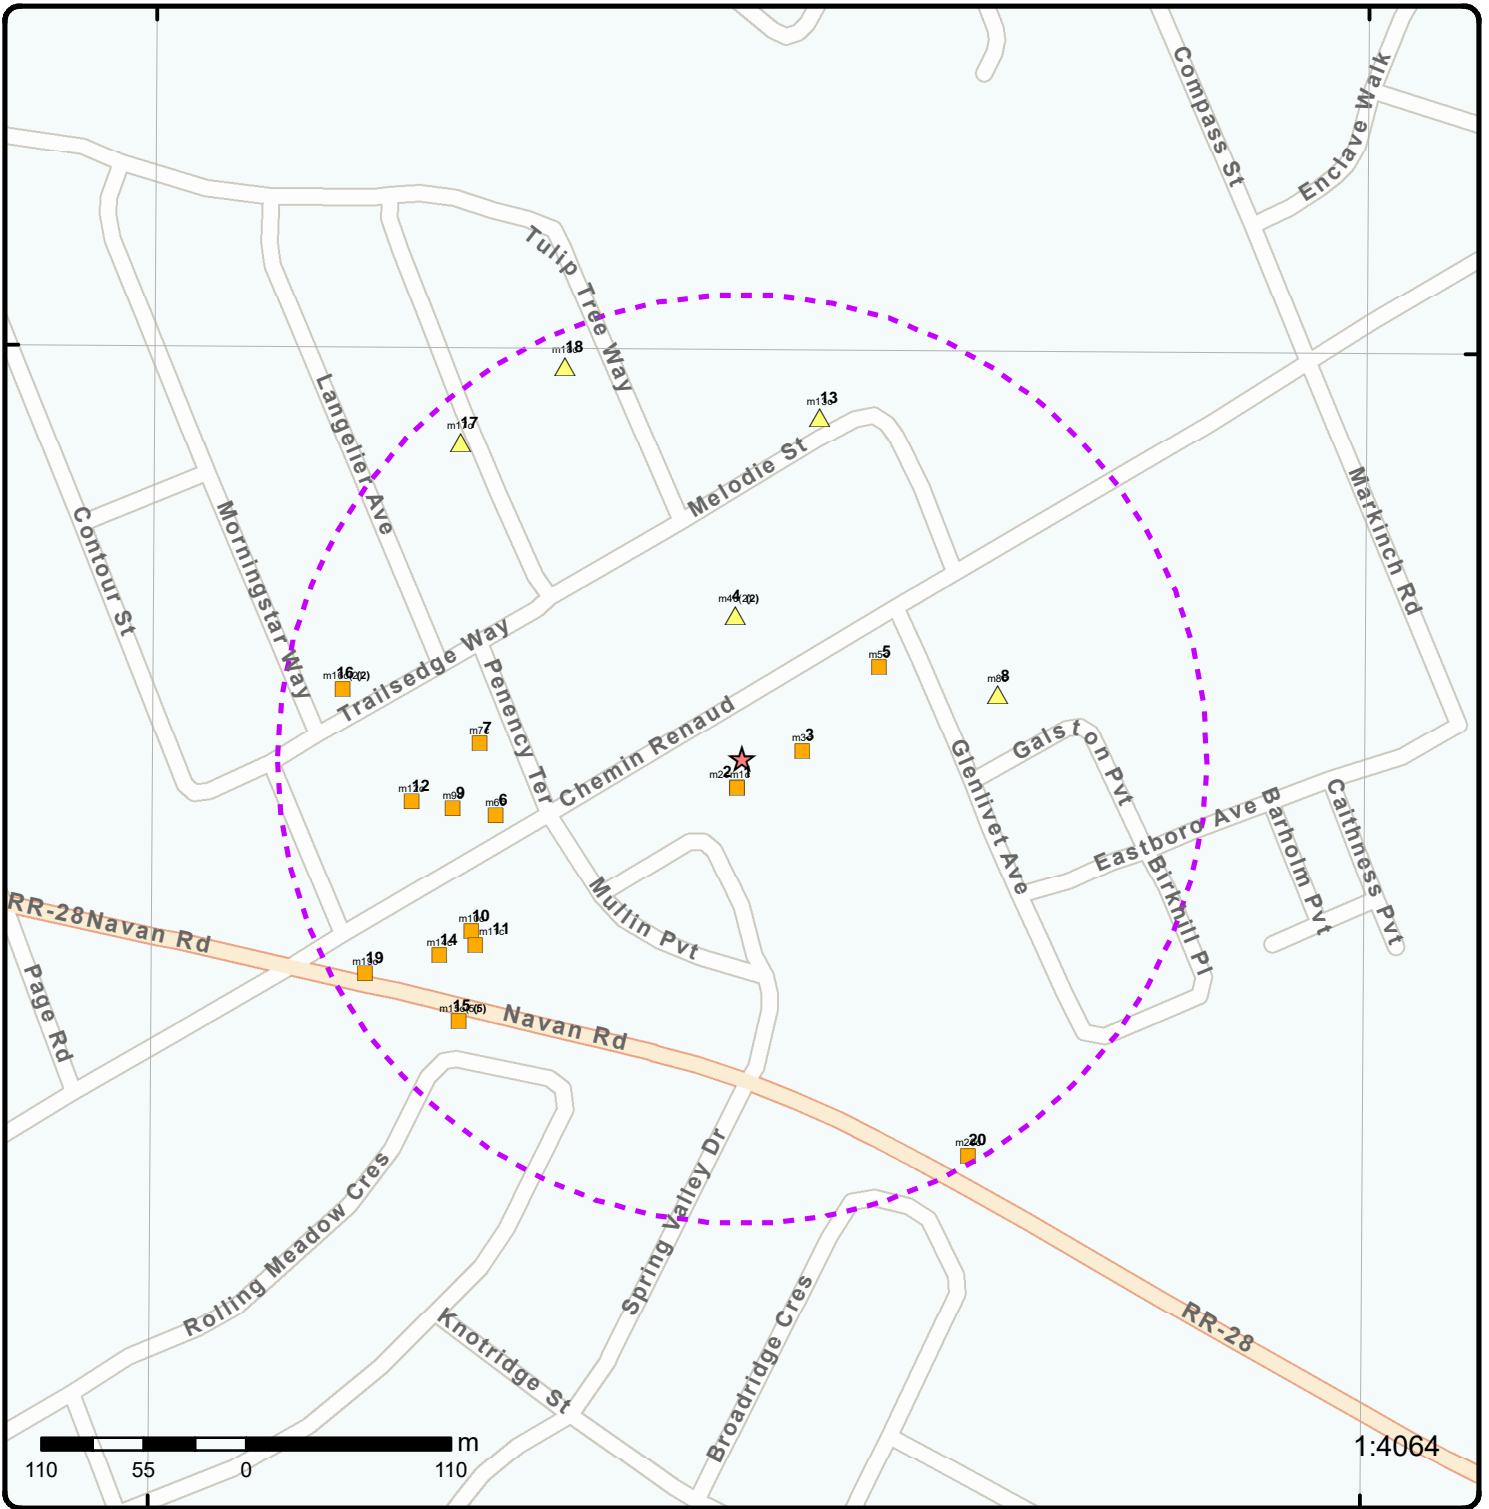 Compass St
Enclave Walk
Tulip Tree Way
18
13
17
Langelier Ave
Melodie St
Markinch Rd
Contour St
Morningstar Way
4
(2)
Trailsedge Way
5
16
(2)
Penency Ter
8
Chemin Renaud
7
3
Galston Pvt
Glenlivet Ave
2
1
12
9
6
Eastboro Ave
Barholm Pvt
Caithness Pvt
Birkhill Pl
Mullin Pvt
RR-28
Navan Rd
10
11
14
19
Page Rd
15
(5)
Navan Rd
20
Spring Valley Dr
Rolling Meadow Cres
Broadridge Cres
Knotridge St
RR-28
m
110 55 0 110
1:4064